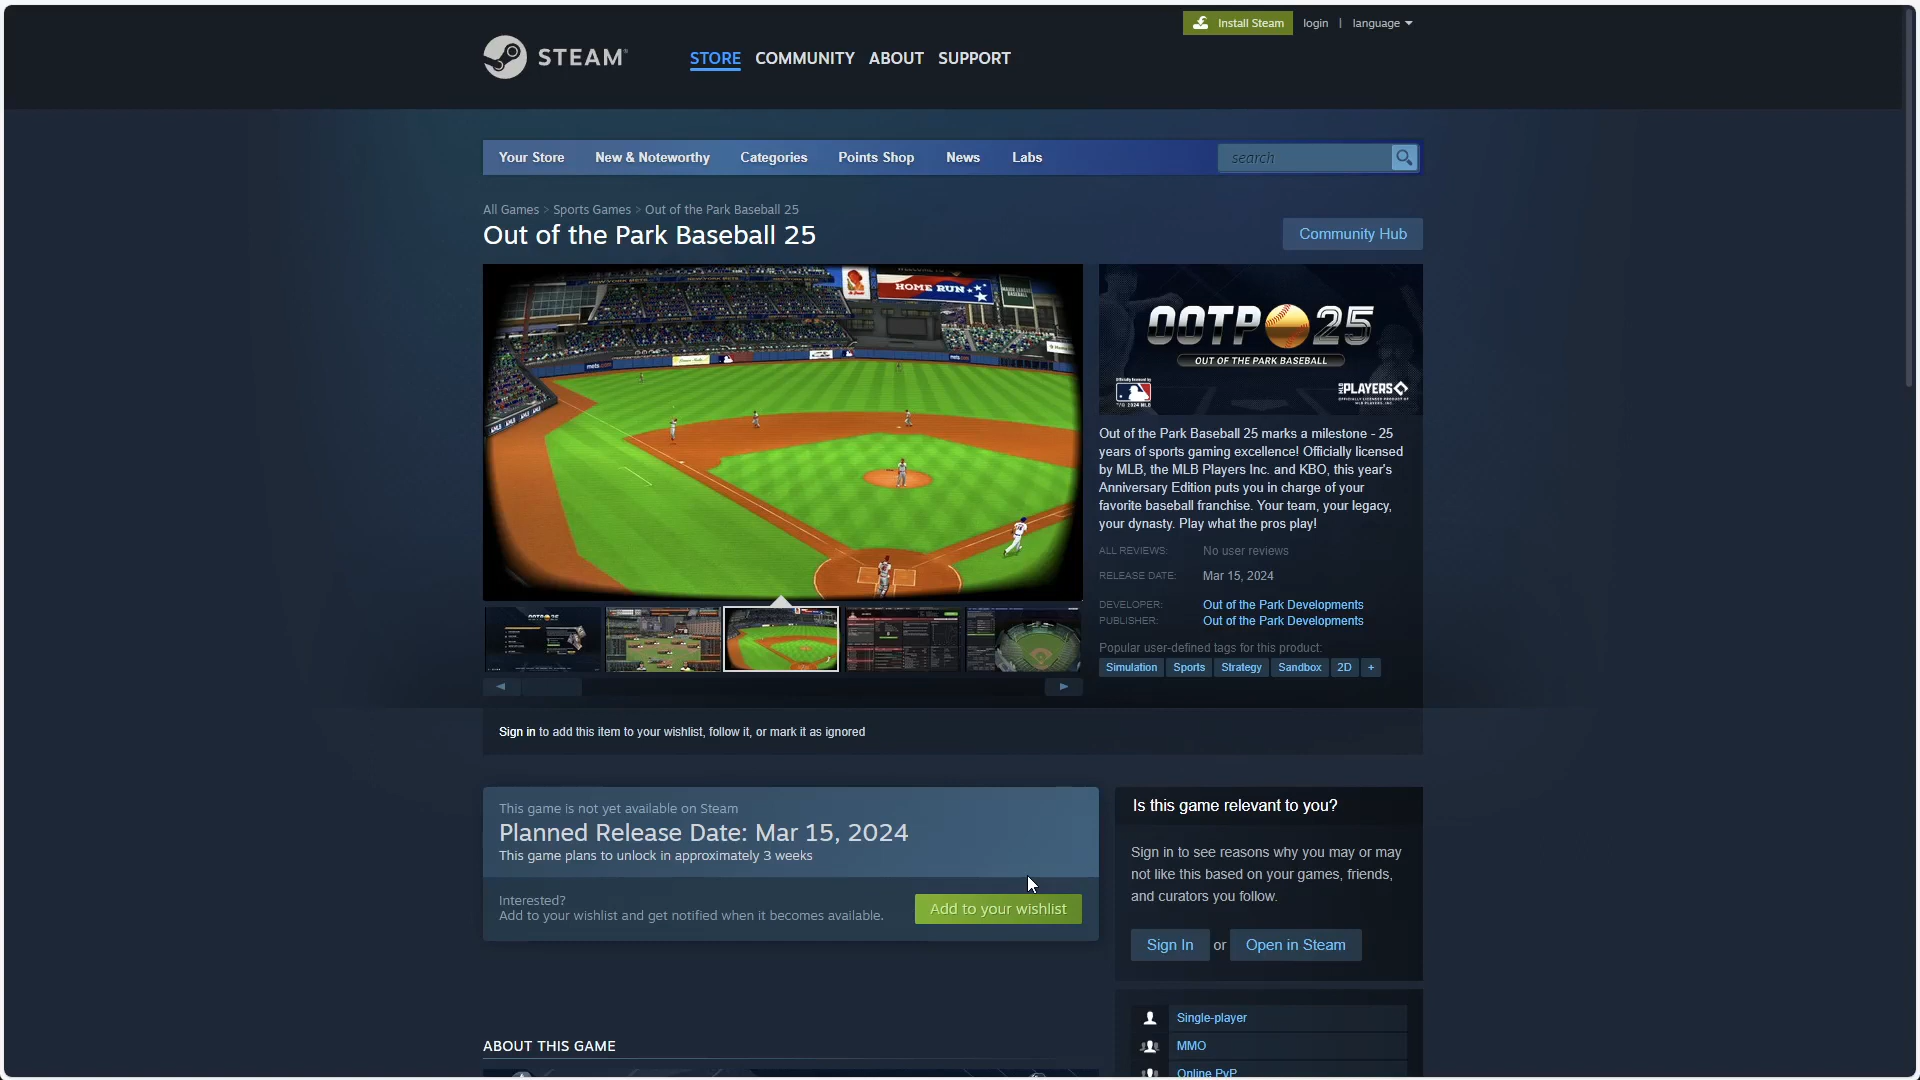 Install Steam login | language
STEAM®
STORE COMMUNITY ABOUT SUPPORT
Your Store New & Noteworthy Categories Points Shop News Labs search
All Games > Sports Games > Out of the Park Baseball 25
Out of the Park Baseball 25
Community Hub
HOME RUN
OOTP 25
OUT OF THE PARK BASEBALL
PLAYERS
Out of the Park Baseball 25 marks a milestone - 25
years of sports gaming excellence! Officially licensed
by MLB, the MLB Players Inc. and KBO, this year's
Anniversary Edition puts you in charge of your
favorite baseball franchise. Your team, your legacy,
your dynasty. Play what the pros play!
ALL REVIEWS: No user reviews
RELEASE DATE: Mar 15, 2024
DEVELOPER: Out of the Park Developments
PUBLISHER: Out of the Park Developments
Popular user-defined tags for this product:
Simulation Sports Strategy Sandbox 2D +
Sign in to add this item to your wishlist, follow it, or mark it as ignored
This game is not yet available on Steam
Planned Release Date: Mar 15, 2024
This game plans to unlock in approximately 3 weeks
Interested?
Add to your wishlist and get notified when it becomes available.
Add to your wishlist
Is this game relevant to you?
Sign in to see reasons why you may or may
not like this based on your games, friends,
and curators you follow.
Sign In or Open in Steam
Single-player
MMO
Online PvP
ABOUT THIS GAME